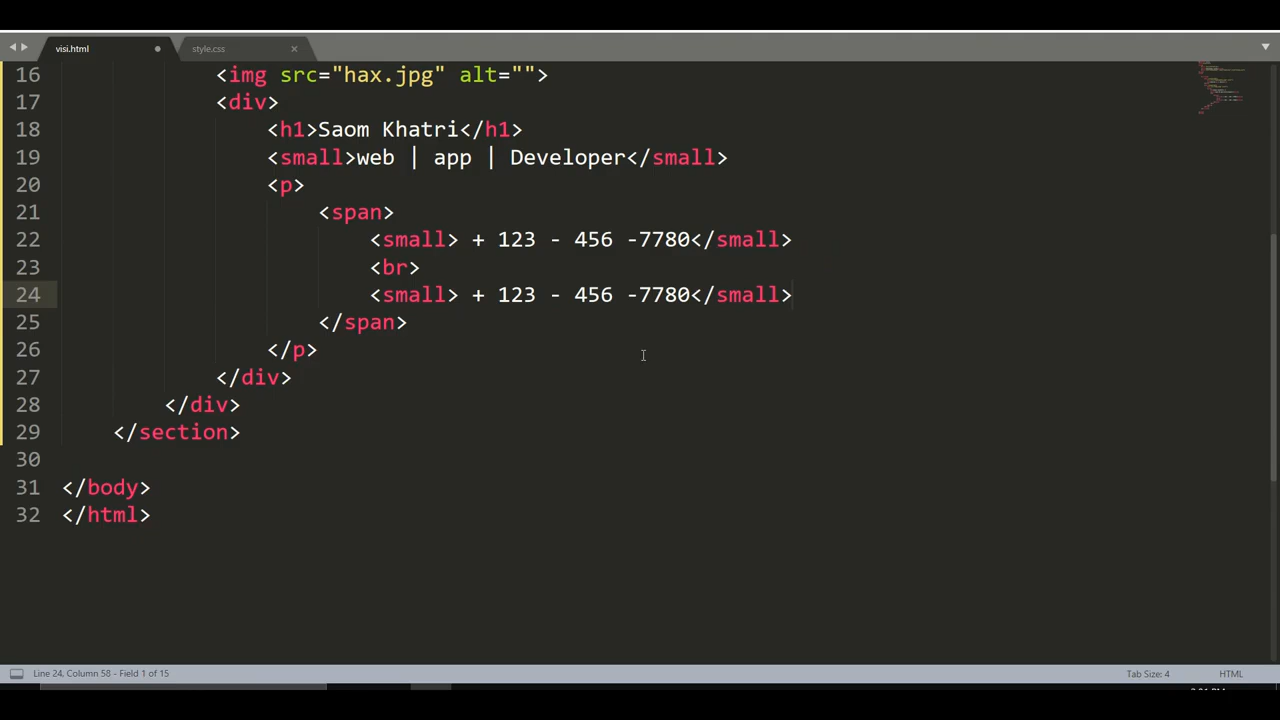 visi.html
style.css
16 <img src="hax.jpg" alt="">
17 <div>
18 <h1>Saom Khatri</h1>
19 <small>web | app | Developer</small>
20 <p>
21 <span>
22 <small> + 123 - 456 -7780</small>
23 <br>
24 <small> + 123 - 456 -7780</small>
25 </span>
26 </p>
27 </div>
28 </div>
29 </section>
30
31 </body>
32 </html>
Line 24, Column 58 - Field 1 of 15
Tab Size: 4
HTML